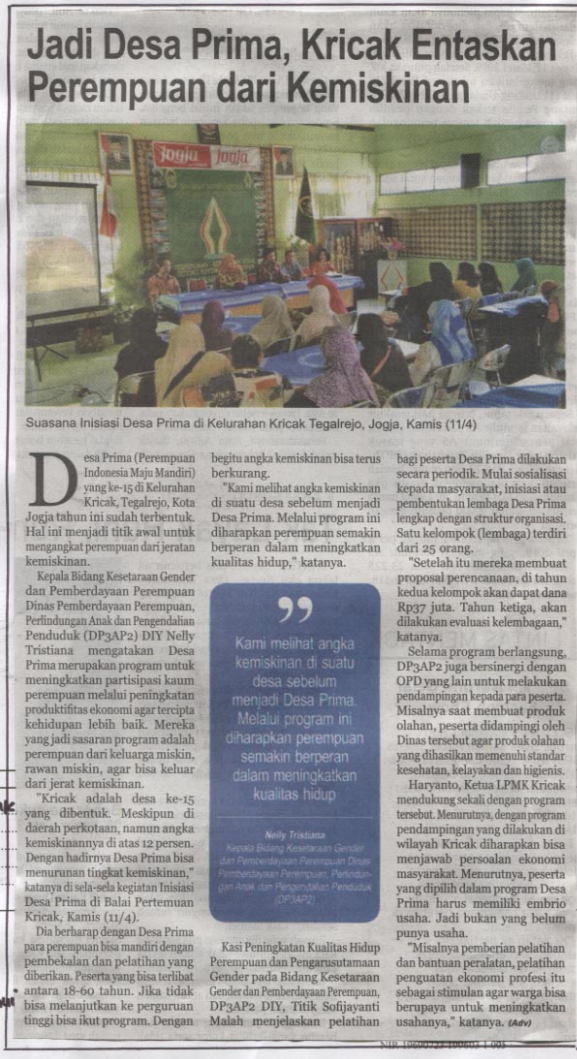 Jadi Desa Prima, Kricak Entaskan
Perempuan dari Kemiskinan
jogja jogja
Suasana Inisiasi Desa Prima di Kelurahan Kricak Tegalrejo, Jogja, Kamis (11/4)
Desa Prima (Perempuan
Indonesia Maju Mandiri)
yang ke-15 di Kelurahan
Kricak, Tegalrejo, Kota
Jogja tahun ini sudah terbentuk.
Hal ini menjadi titik awal untuk
mengangkat perempuan dari jeratan
kemiskinan.
Kepala Bidang Kesetaraan Gender
dan Pemberdayaan Perempuan
Dinas Pemberdayaan Perempuan,
Perlindungan Anak dan Pengendalian
Penduduk (DP3AP2) DIY Nelly
Tristiana mengatakan Desa
Prima merupakan program untuk
meningkatkan partisipasi kaum
perempuan melalui peningkatan
produktifitas ekonomi agar tercipta
kehidupan lebih baik. Mereka
yang jadi sasaran program adalah
perempuan dari keluarga miskin,
rawan miskin, agar bisa keluar
dari jerat kemiskinan.
"Kricak adalah desa ke-15
yang dibentuk. Meskipun di
daerah perkotaan, namun angka
kemiskinannya di atas 12 persen.
Dengan hadirnya Desa Prima bisa
menurunan tingkat kemiskinan,"
katanya di sela-sela kegiatan Inisiasi
Desa Prima di Balai Pertemuan
Kricak, Kamis (11/4).
Dia berharap dengan Desa Prima
para perempuan bisa mandiri dengan
pembekalan dan pelatihan yang
diberikan. Peserta yang bisa terlibat
antara 18-60 tahun. Jika tidak
bisa melanjutkan ke perguruan
tinggi bisa ikut program. Dengan
begitu angka kemiskinan bisa terus
berkurang.
"Kami melihat angka kemiskinan
di suatu desa sebelum menjadi
Desa Prima. Melalui program ini
diharapkan perempuan semakin
berperan dalam meningkatkan
kualitas hidup," katanya.
”
Kami melihat angka
kemiskinan di suatu
desa sebelum
menjadi Desa Prima.
Melalui program ini
diharapkan perempuan
semakin berperan
dalam meningkatkan
kualitas hidup
Nelly Tristiana
Kepala Bidang Kesetaraan Gender
dan Pemberdayaan Perempuan Dinas
Pemberdayaan Perempuan, Perlindun-
gan Anak dan Pengendalian Penduduk
(DP3AP2)
Kasi Peningkatan Kualitas Hidup
Perempuan dan Pengarusutamaan
Gender pada Bidang Kesetaraan
Gender dan Pemberdayaan Perempuan,
DP3AP2 DIY, Titik Sofijayanti
Malah menjelaskan pelatihan
bagi peserta Desa Prima dilakukan
secara periodik. Mulai sosialisasi
kepada masyarakat, inisiasi atau
pembentukan lembaga Desa Prima
lengkap dengan struktur organisasi.
Satu kelompok (lembaga) terdiri
dari 25 orang.
"Setelah itu mereka membuat
proposal perencanaan, di tahun
kedua kelompok akan dapat dana
Rp37 juta. Tahun ketiga, akan
dilakukan evaluasi kelembagaan,"
katanya.
Selama program berlangsung,
DP3AP2 juga bersinergi dengan
OPD yang lain untuk melakukan
pendampingan kepada para peserta.
Misalnya saat membuat produk
olahan, peserta didampingi oleh
Dinas tersebut agar produk olahan
yang dihasilkan memenuhi standar
kesehatan, kelayakan dan higienis.
Haryanto, Ketua LPMK Kricak
mendukung sekali dengan program
tersebut. Menurutnya, dengan program
pendampingan yang dilakukan di
wilayah Kricak diharapkan bisa
menjawab persoalan ekonomi
masyarakat. Menurutnya, peserta
yang dipilih dalam program Desa
Prima harus memiliki embrio
usaha. Jadi bukan yang belum
punya usaha.
"Misalnya pemberian pelatihan
dan bantuan peralatan, pelatihan
penguatan ekonomi profesi itu
sebagai stimulan agar warga bisa
berupaya untuk meningkatkan
usahanya," katanya. (Adv)